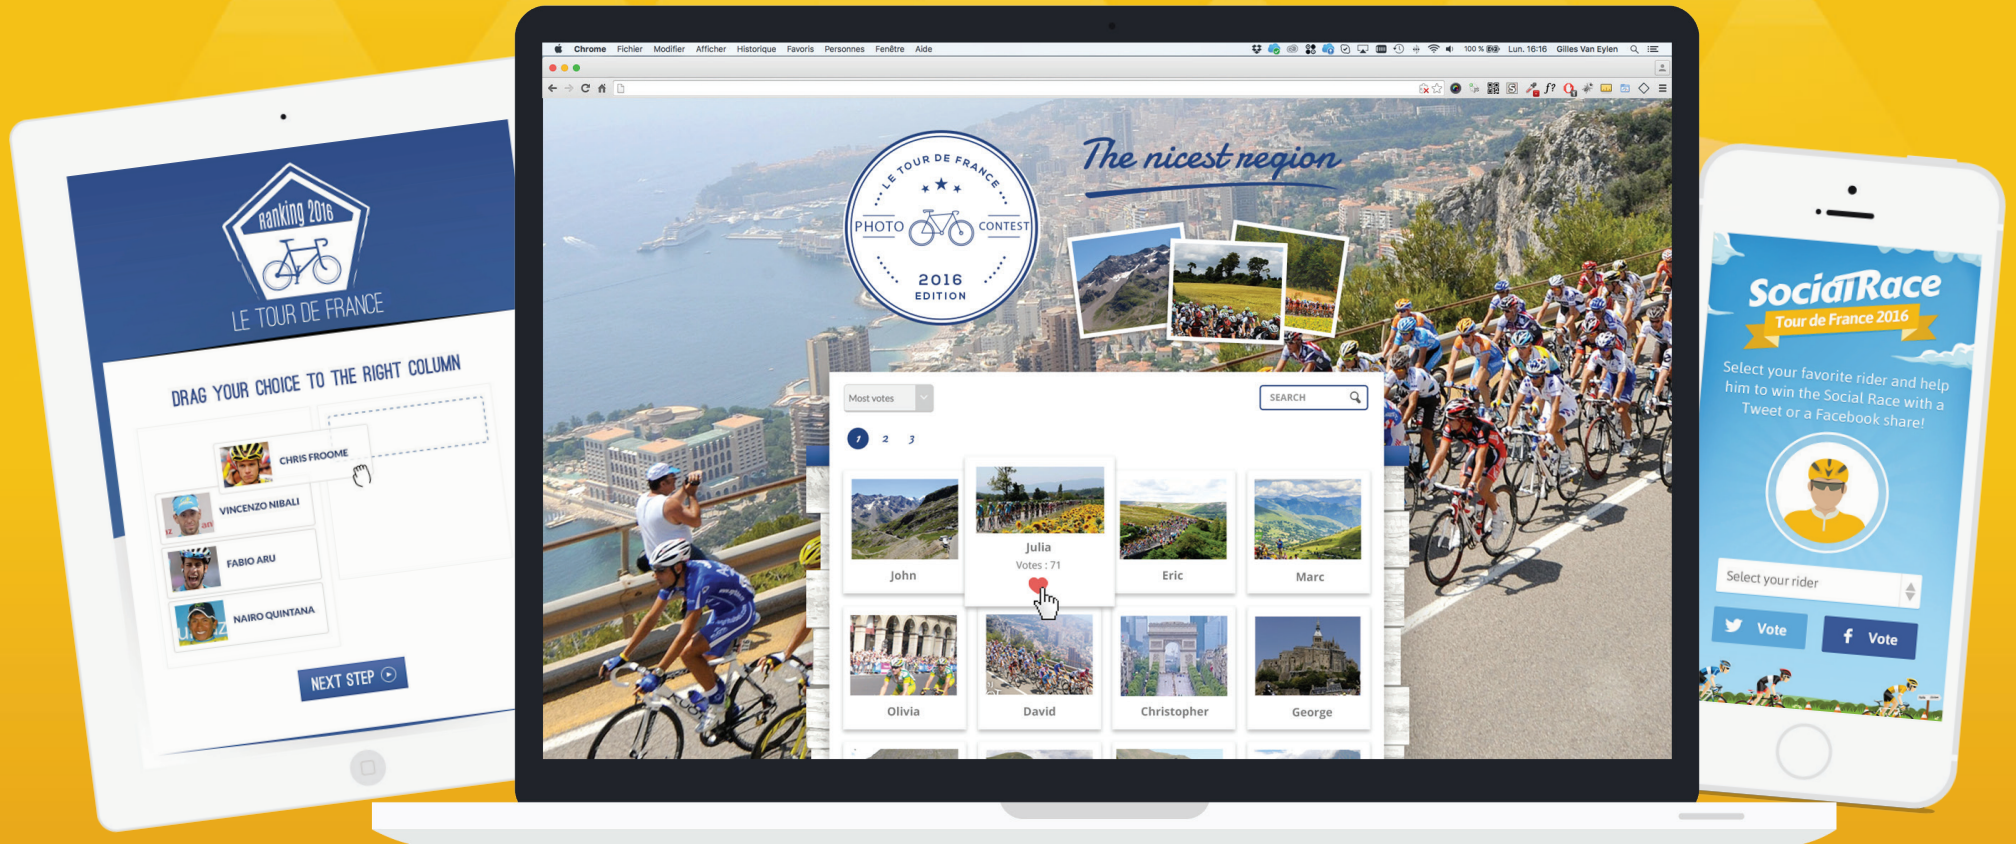 Ranking 2016
LE TOUR DE FRANCE
DRAG YOUR CHOICE TO THE RIGHT COLUMN
CHRIS FROOME
VINCENZO NIBALI
FABIO ARU
NAIRO QUINTANA
NEXT STEP
Chrome Fichier Modifier Afficher Historique Favoris Personnes Fenêtre Aide
100 % Lun. 16:16 Gilles Van Eylen
LE TOUR DE FRANCE
PHOTO CONTEST
2016
EDITION
The nicest region
Most votes
SEARCH
1 2 3
John
Julia
Votes : 71
Eric
Marc
Olivia
David
Christopher
George
Social Race
Tour de France 2016
Select your favorite rider and help
him to win the Social Race with a
Tweet or a Facebook share!
Select your rider
Vote
f Vote